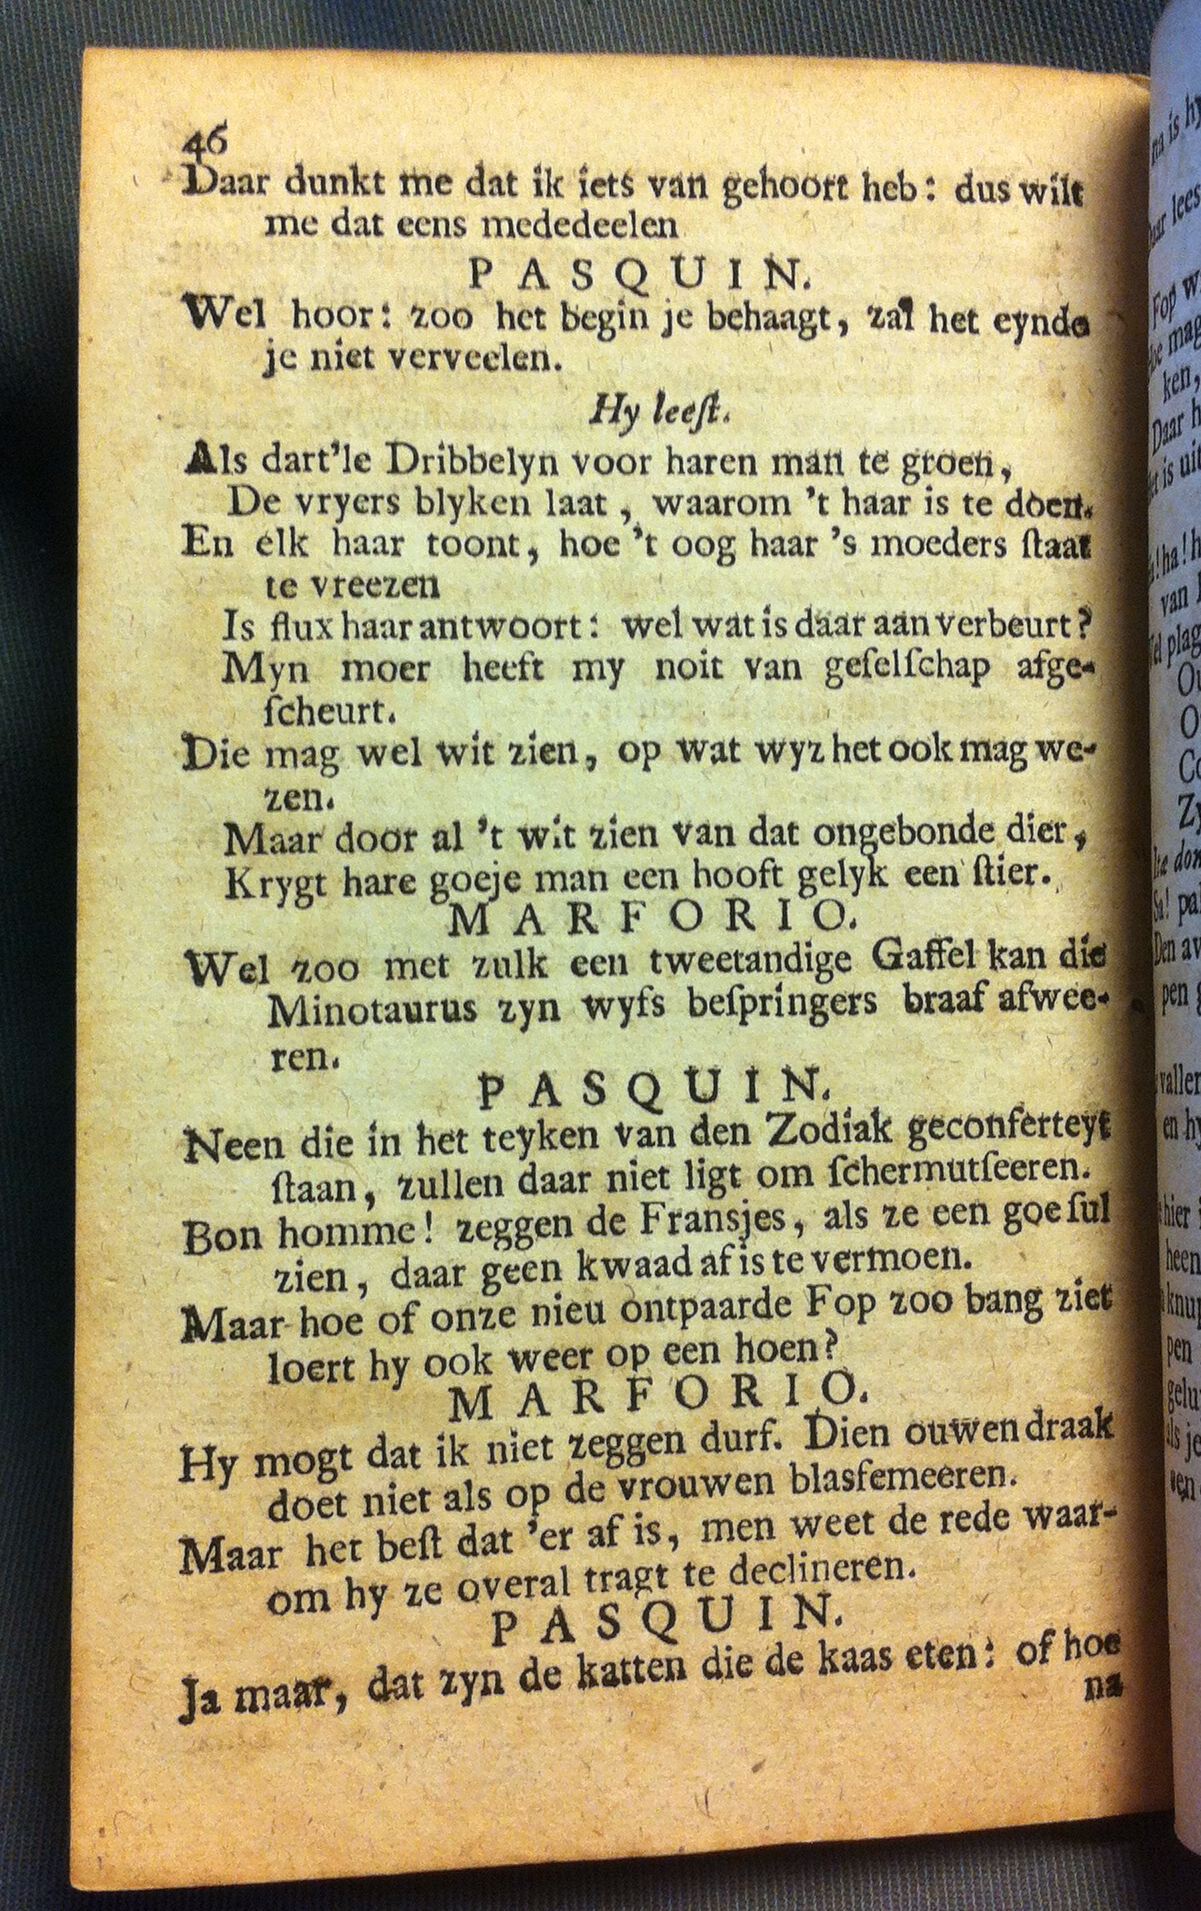 46
Daar dunkt me dat ik iets van gehoort heb: dus wilt
me dat eens mededeelen
PASQUIN.
Wel hoor: zoo het begin je behaagt, zal het eynde
je niet verveelen.
Hy leeſt.
Als dart'le Dribbelyn voor haren man te groen,
De vryers blyken laat, waarom 't haar is te doen.
En elk haar toont, hoe 't oog haar 's moeders ſtaat
te vreezen
Is flux haar antwoort: wel wat is daar aan verbeurt?
Myn moer heeft my noit van geſelſchap afge-
ſcheurt.
Die mag wel wit zien, op wat wyz het ook mag we-
zen.
Maar door al 't wit zien van dat ongebonde dier,
Krygt hare goeje man een hooft gelyk een ſtier.
MARFORIO.
Wel zoo met zulk een tweetandige Gaffel kan die
Minotaurus zyn wyfs beſpringers braaf afwee-
ren.
PASQUIN.
Neen die in het teyken van den Zodiak geconferteyt
ſtaan, zullen daar niet ligt om ſchermutſeeren.
Bon homme! zeggen de Fransjes, als ze een goe ſul
zien, daar geen kwaad af is te vermoen.
Maar hoe of onze nieu ontpaarde Fop zoo bang ziet
loert hy ook weer op een hoen?
MARFORIO.
Hy mogt dat ik niet zeggen durf. Dien ouwen draak
doet niet als op de vrouwen blasfemeeren.
Maar het beſt dat 'er af is, men weet de rede waar-
om hy ze overal tragt te declineren.
PASQUIN.
Ja maar, dat zyn de katten die de kaas eten: of hoe
na